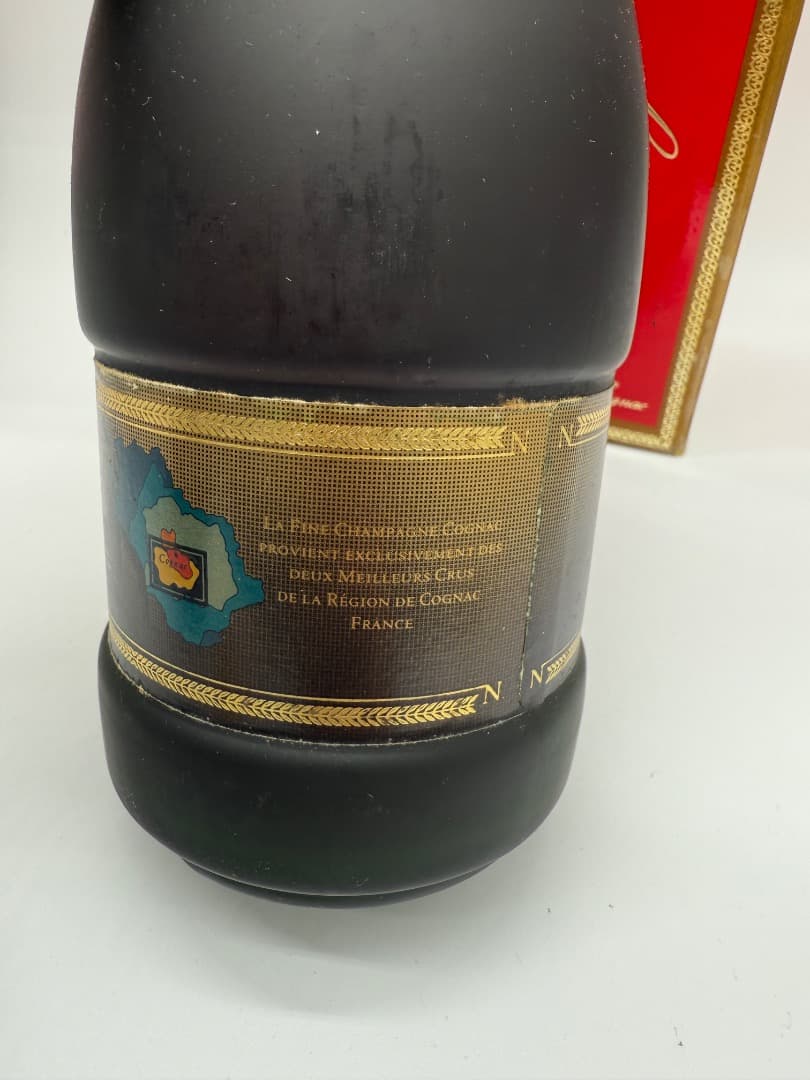 N N
Cognac
La Fine Champagne Cognac
provient exclusivement des
deux Meilleurs Crus
de la Région de Cognac
France
N N